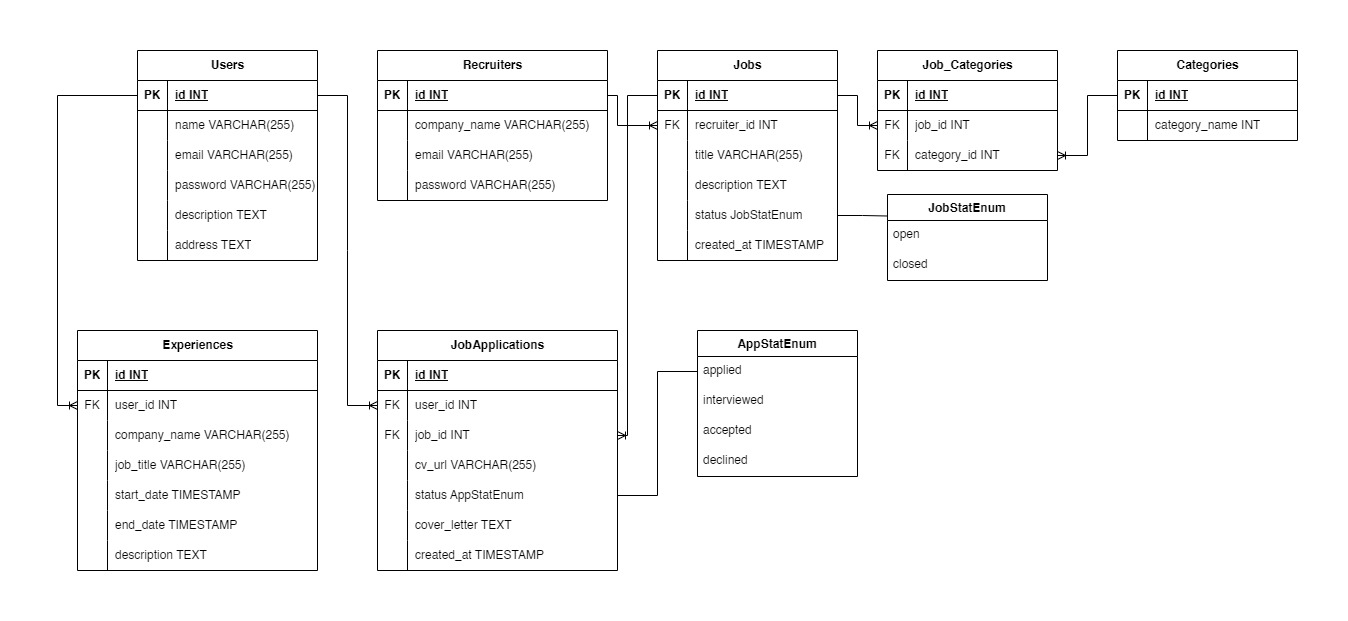 Users
PK id INT
name VARCHAR(255)
email VARCHAR(255)
password VARCHAR(255)
description TEXT
address TEXT
Recruiters
PK id INT
company_name VARCHAR(255)
email VARCHAR(255)
password VARCHAR(255)
Jobs
PK id INT
FK recruiter_id INT
title VARCHAR(255)
description TEXT
status JobStatEnum
created_at TIMESTAMP
Job_Categories
PK id INT
FK job_id INT
FK category_id INT
Categories
PK id INT
category_name INT
JobStatEnum
open
closed
Experiences
PK id INT
FK user_id INT
company_name VARCHAR(255)
job_title VARCHAR(255)
start_date TIMESTAMP
end_date TIMESTAMP
description TEXT
JobApplications
PK id INT
FK user_id INT
FK job_id INT
cv_url VARCHAR(255)
status AppStatEnum
cover_letter TEXT
created_at TIMESTAMP
AppStatEnum
applied
interviewed
accepted
declined